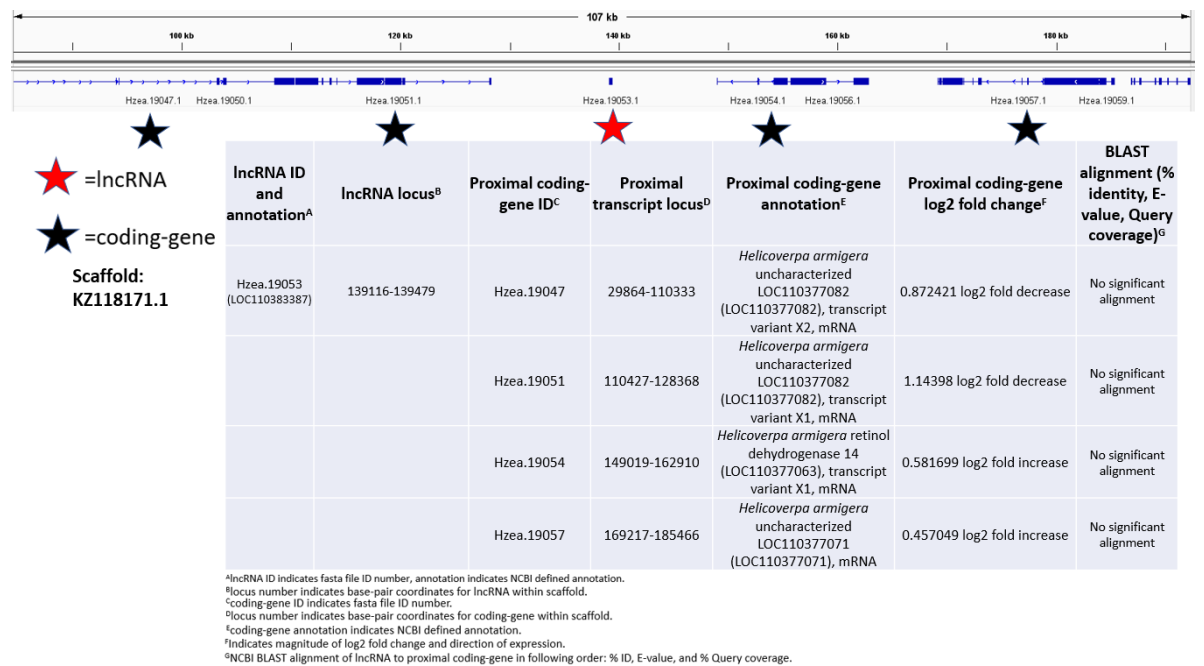 107 kb
100 kb 120 kb 140 kb 160 kb 180 kb
Hzea.19047.1 Hzea.19050.1 Hzea.19051.1 Hzea.19053.1 Hzea.19054.1 Hzea.19056.1 Hzea.19057.1 Hzea.19059.1
=lncRNA
=coding-gene
Scaffold:
KZ118171.1
lncRNA ID
and
annotationᴬ
lncRNA locusᴮ
Proximal coding-
gene IDᶜ
Proximal
transcript locusᴰ
Proximal coding-gene
annotationᴱ
Proximal coding-gene
log2 fold changeᶠ
BLAST
alignment (%
identity, E-
value, Query
coverage)ᴳ
Hzea.19053
(LOC110383387)
139116-139479
Hzea.19047
29864-110333
Helicoverpa armigera
uncharacterized
LOC110377082
(LOC110377082), transcript
variant X2, mRNA
0.872421 log2 fold decrease
No significant
alignment
Hzea.19051
110427-128368
Helicoverpa armigera
uncharacterized
LOC110377082
(LOC110377082), transcript
variant X1, mRNA
1.14398 log2 fold decrease
No significant
alignment
Hzea.19054
149019-162910
Helicoverpa armigera retinol
dehydrogenase 14
(LOC110377063), transcript
variant X1, mRNA
0.581699 log2 fold increase
No significant
alignment
Hzea.19057
169217-185466
Helicoverpa armigera
uncharacterized
LOC110377071
(LOC110377071), mRNA
0.457049 log2 fold increase
No significant
alignment
ᴬlncRNA ID indicates fasta file ID number, annotation indicates NCBI defined annotation.
ᴮlocus number indicates base-pair coordinates for lncRNA within scaffold.
ᶜcoding-gene ID indicates fasta file ID number.
ᴰlocus number indicates base-pair coordinates for coding-gene within scaffold.
ᴱcoding-gene annotation indicates NCBI defined annotation.
ᶠIndicates magnitude of log2 fold change and direction of expression.
ᴳNCBI BLAST alignment of lncRNA to proximal coding-gene in following order: % ID, E-value, and % Query coverage.